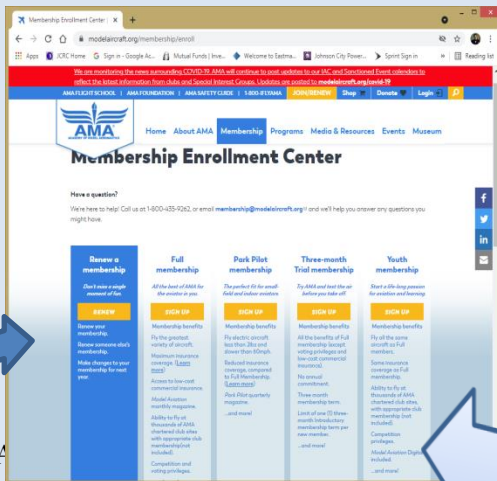 Membership Enrollment Center
modelaircraft.org/membership/enroll
Apps
JCRC Home
Sign in - Google Ac...
Mutual Funds | Inve...
Welcome to Eastma...
Johnson City Power...
Sprint Sign in
Reading list
We are monitoring the news surrounding COVID-19. AMA will continue to post updates to our IAC and Sanctioned Event calendars to
reflect the latest information from clubs and Special Interest Groups. Updates are posted to modelaircraft.org/covid-19
AMA FLIGHT SCHOOL | AMA FOUNDATION | AMA SAFETY GUIDE | 1-800-IFLYAMA JOIN/RENEW Shop Donate Login
AMA
ACADEMY OF MODEL AERONAUTICS
Home About AMA Membership Programs Media & Resources Events Museum
Membership Enrollment Center
Have a question?
We're here to help! Call us at 1-800-435-9262, or email membership@modelaircraft.org and we'll help you answer any questions you
might have.
Renew a
membership
Don't miss a single
moment of fun.
RENEW
Renew your
membership.
Renew someone else's
membership.
Make changes to your
membership for next
year.
Full
membership
All the best of AMA for
the aviator in you.
SIGN UP
Membership benefits
Fly the greatest
variety of aircraft.
Maximum insurance
coverage. (Learn
more)
Access to low-cost
commercial insurance.
Model Aviation
monthly magazine.
Ability to fly at
thousands of AMA
chartered club sites
with appropriate club
membership(not
included).
Competition and
voting privileges.
Park Pilot
membership
The perfect fit for small
field and indoor aviators.
SIGN UP
Membership benefits
Fly electric aircraft
less than 2lbs and
slower than 60mph.
Reduced insurance
coverage, compared
to Full Membership.
(Learn more)
Park Pilot quarterly
magazine.
...and more!
Three-month
Trial membership
Try AMA and test the air
before you take off!
SIGN UP
Membership benefits
All the benefits of Full
membership (except
voting privileges and
low-cost commercial
insurance).
No annual
commitment.
Three month
membership term.
Limit of one (1) three-
month introductory
membership term per
new member.
...and more!
Youth
membership
Start a life-long passion
for aviation and learning.
SIGN UP
Membership benefits
Fly all the same
aircraft as Full
members.
Same insurance
coverage as Full
membership.
Ability to fly at
thousands of AMA
chartered club sites,
with appropriate club
membership (not
included).
Competition
privileges.
Model Aviation Digital
included.
...and more!